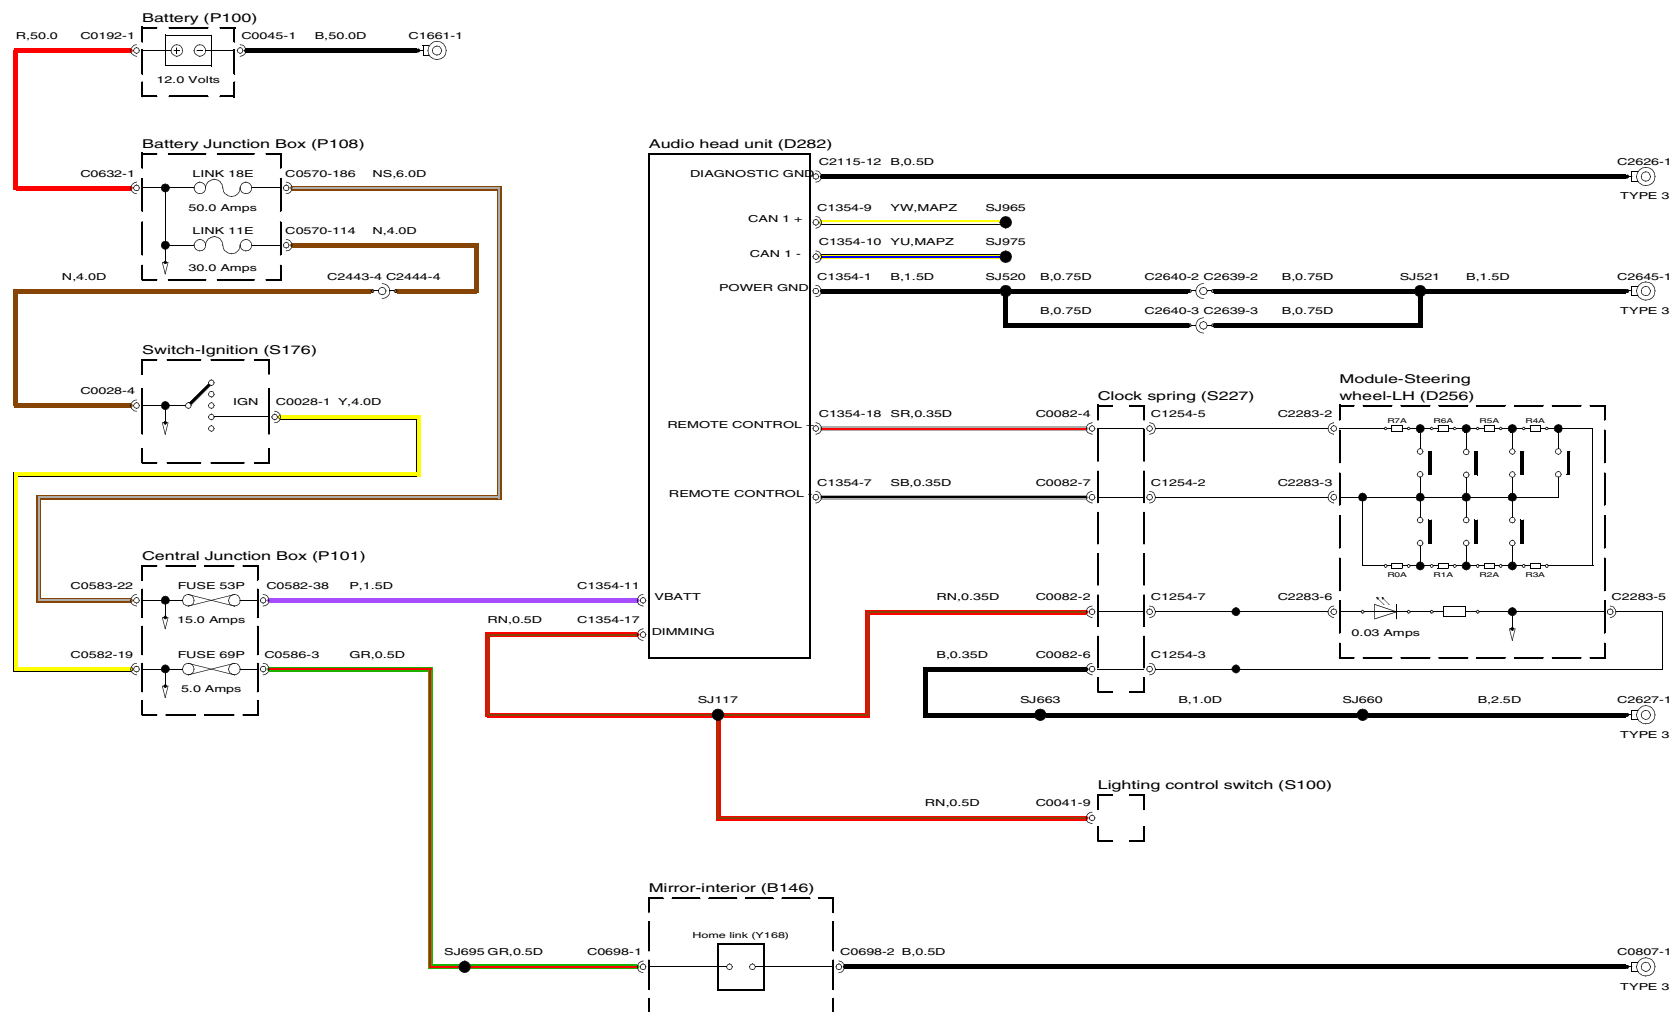 Battery (P100)
R,50.0 C0192-1 C0045-1 B,50.0D C1661-1
12.0 Volts
Battery Junction Box (P108)
C0632-1 LINK 18E C0570-186 NS,6.0D
50.0 Amps
LINK 11E C0570-114 N,4.0D
30.0 Amps
N,4.0D C2443-4 C2444-4
Switch-Ignition (S176)
C0028-4 IGN C0028-1 Y,4.0D
Central Junction Box (P101)
C0583-22 FUSE 53P C0582-38 P,1.5D C1354-11
15.0 Amps
RN,0.5D C1354-17
C0582-19 FUSE 69P C0586-3 GR,0.5D
5.0 Amps
Audio head unit (D282)
DIAGNOSTIC GND C2115-12 B,0.5D C2626-1
TYPE 3
CAN 1 + C1354-9 YW,MAPZ SJ965
CAN 1 - C1354-10 YU,MAPZ SJ975
POWER GND C1354-1 B,1.5D SJ520 B,0.75D C2640-2 C2639-2 B,0.75D SJ521 B,1.5D C2645-1
B,0.75D C2640-3 C2639-3 B,0.75D TYPE 3
Clock spring (S227)
Module-Steering
wheel-LH (D256)
REMOTE CONTROL + C1354-18 SR,0.35D C0082-4 C1254-5 C2283-2
R7A R6A R5A R4A
REMOTE CONTROL - C1354-7 SB,0.35D C0082-7 C1254-2 C2283-3
R0A R1A R2A R3A
VBATT
DIMMING
RN,0.35D C0082-2 C1254-7 C2283-6 C2283-5
0.03 Amps
B,0.35D C0082-6 C1254-3
SJ117 SJ663 B,1.0D SJ660 B,2.5D C2627-1
TYPE 3
Lighting control switch (S100)
RN,0.5D C0041-9
Mirror-interior (B146)
Home link (Y168)
SJ695 GR,0.5D C0698-1 C0698-2 B,0.5D C0807-1
TYPE 3